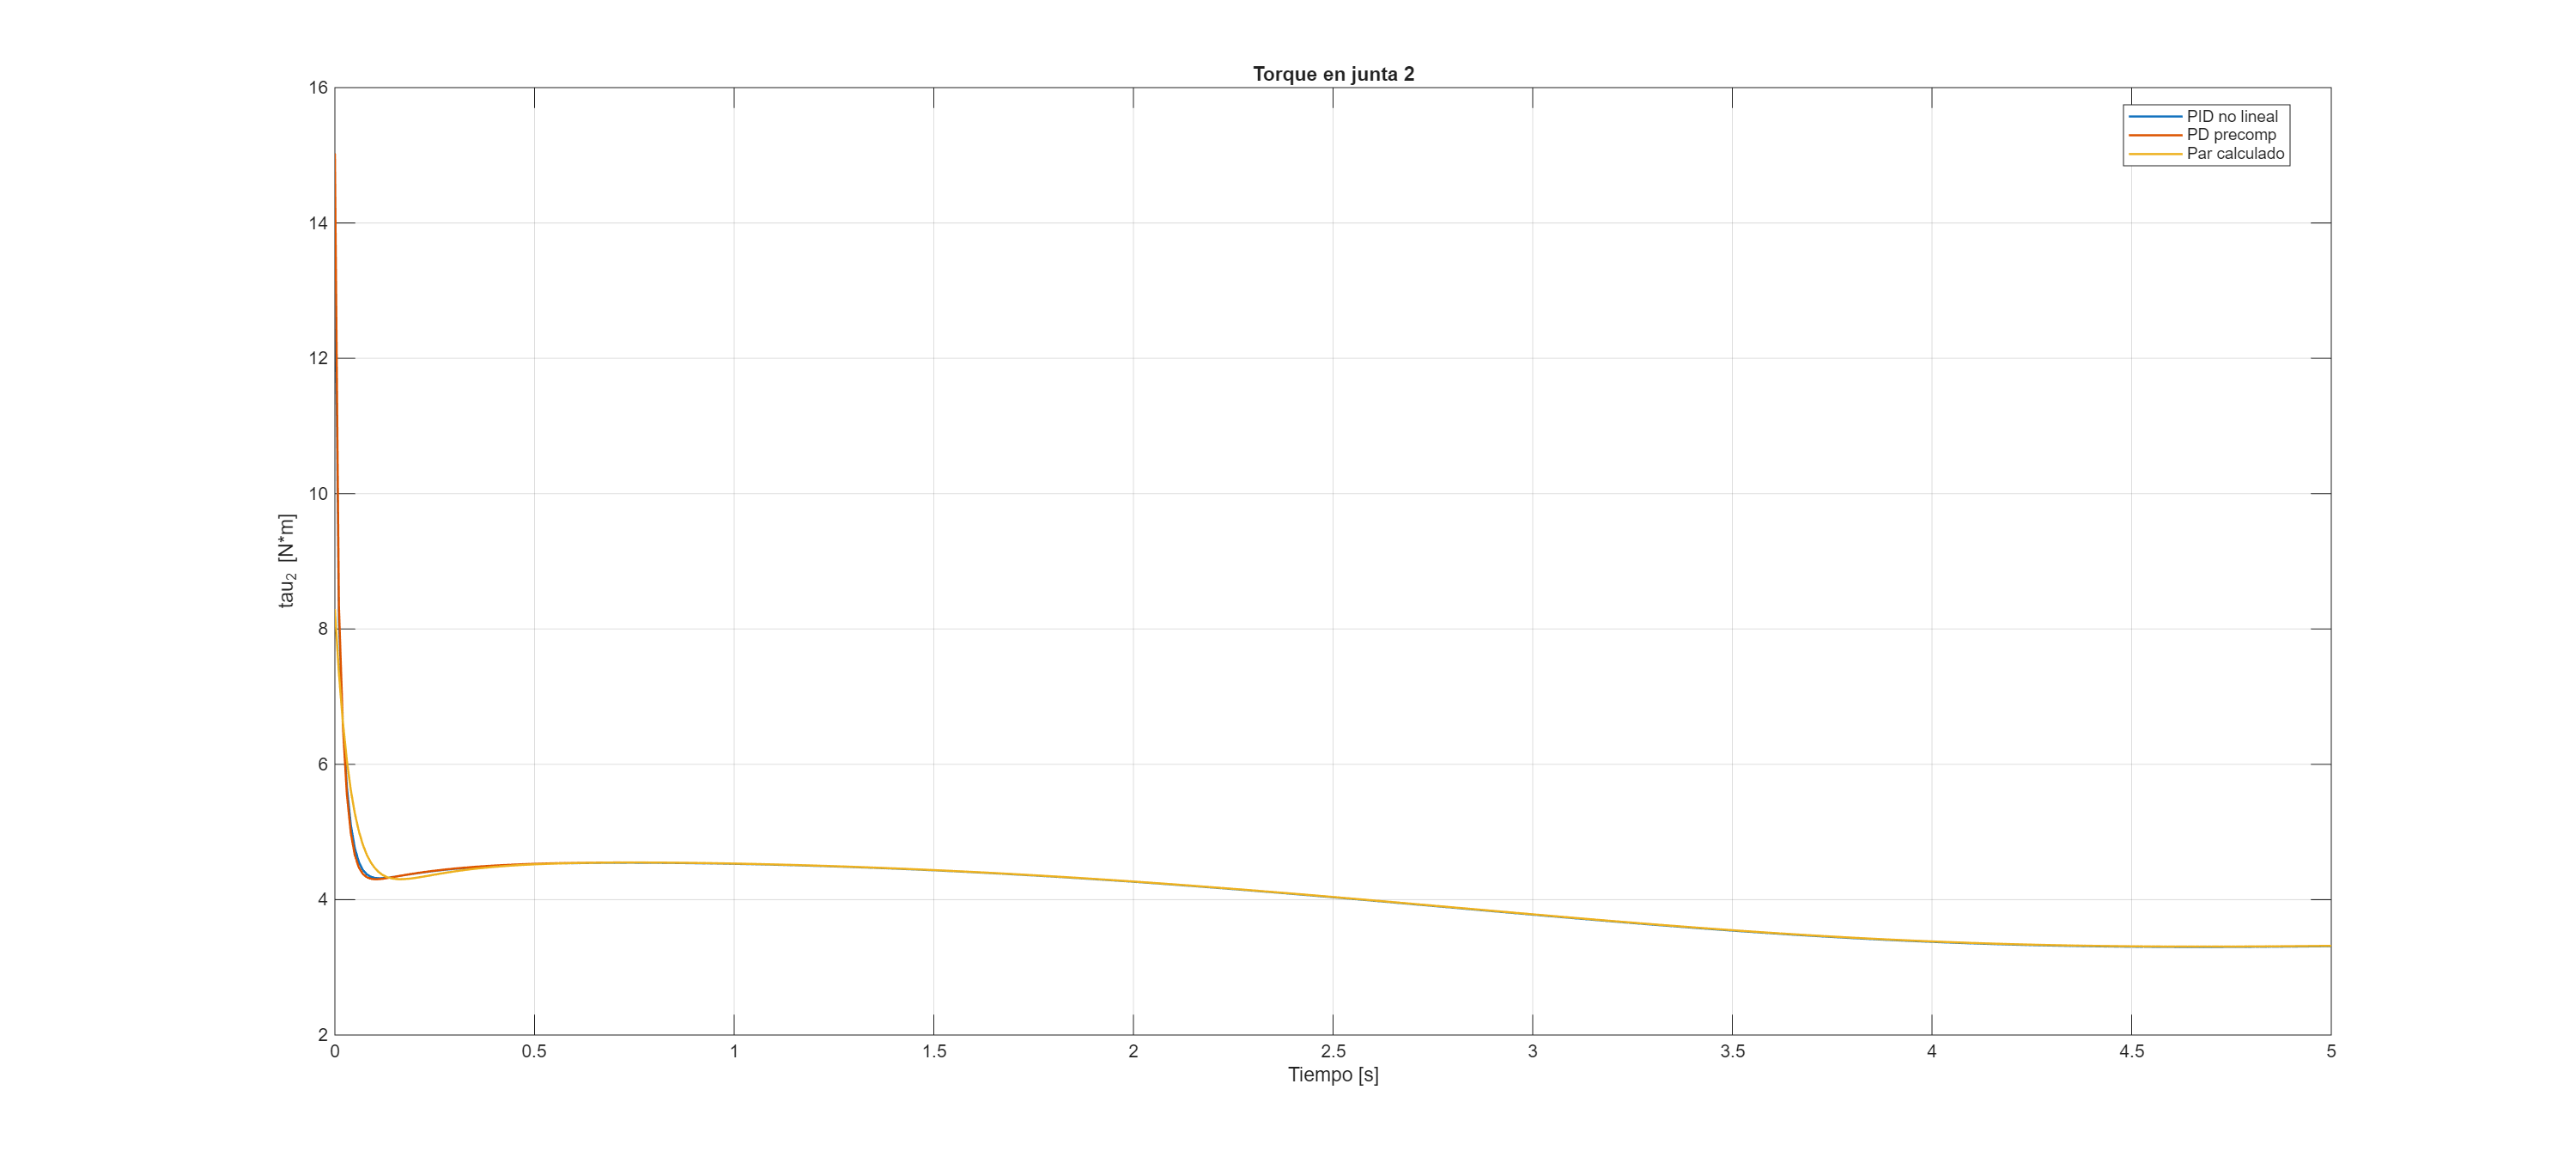 Torque en junta 2
PID no lineal
PD precomp
Par calculado
16
14
12
10
8
6
4
2
tau₂ [N*m]
0 0.5 1 1.5 2 2.5 3 3.5 4 4.5 5
Tiempo [s]